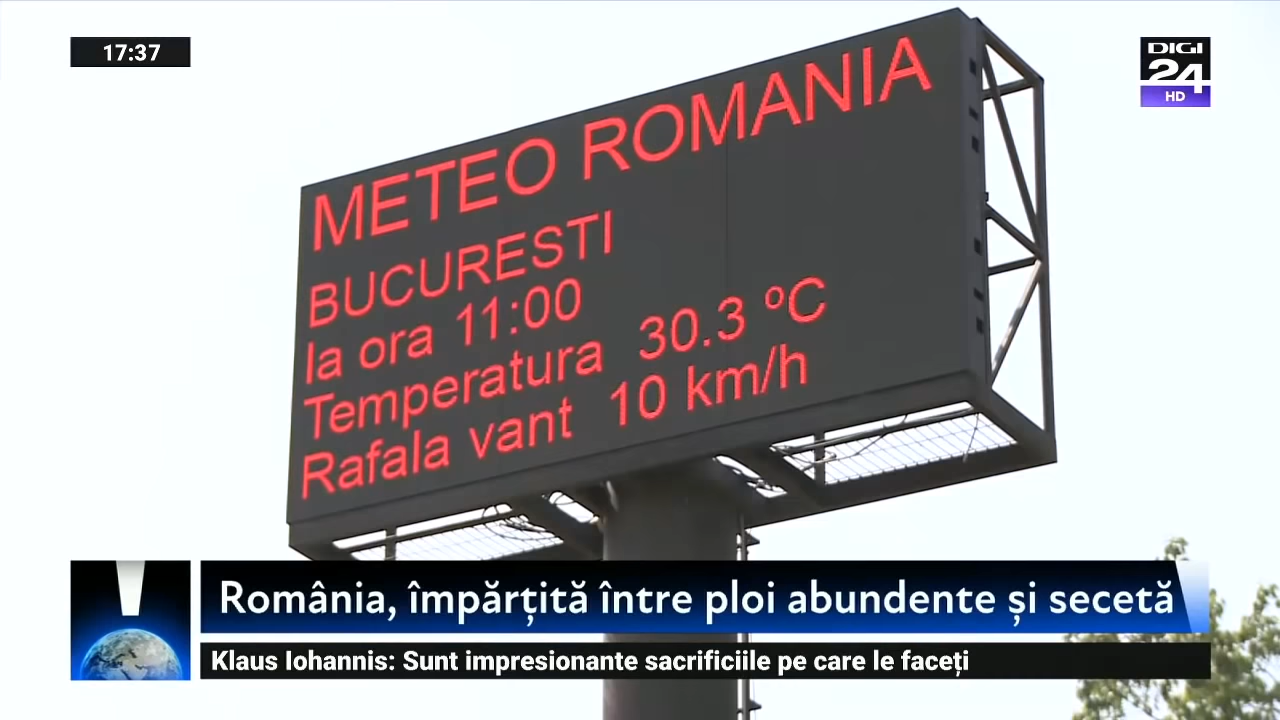 17:37
DIGI
24
HD
METEO ROMANIA
BUCURESTI
la ora 11:00
Temperatura 30.3 ºC
Rafala vant 10 km/h
România, împărțită între ploi abundente și secetă
Klaus Iohannis: Sunt impresionante sacrificiile pe care le faceți